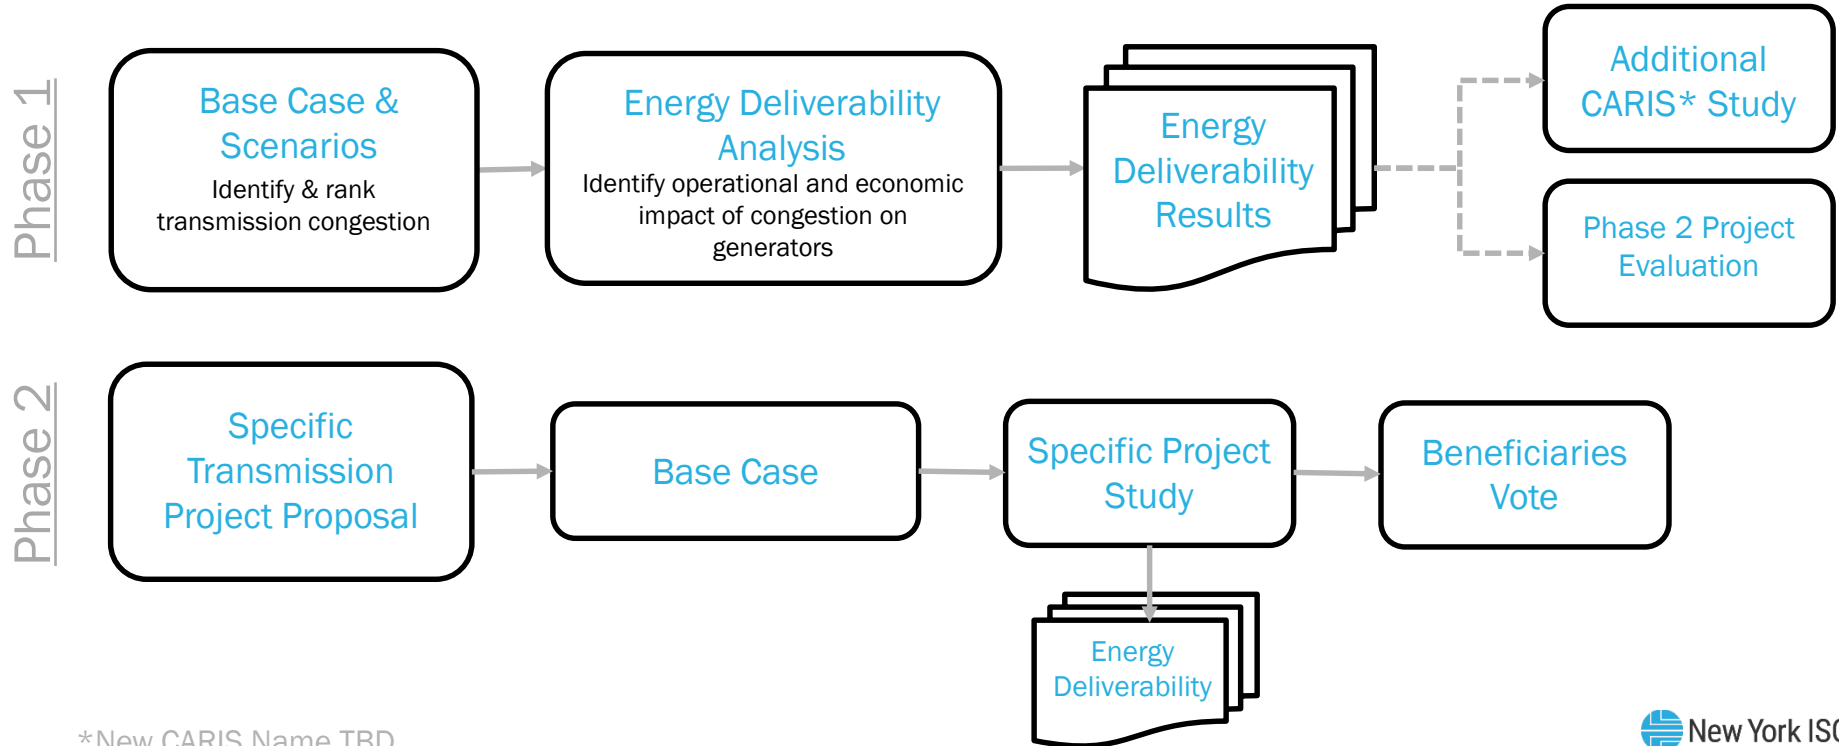 Phase 1
Base Case &
Scenarios
Identify & rank
transmission congestion
Energy Deliverability
Analysis
Identify operational and economic
impact of congestion on
generators
Energy
Deliverability
Results
Additional
CARIS* Study
Phase 2 Project
Evaluation
Phase 2
Specific
Transmission
Project Proposal
Base Case
Specific Project
Study
Beneficiaries
Vote
Energy
Deliverability
*New CARIS Name TBD
New York ISO